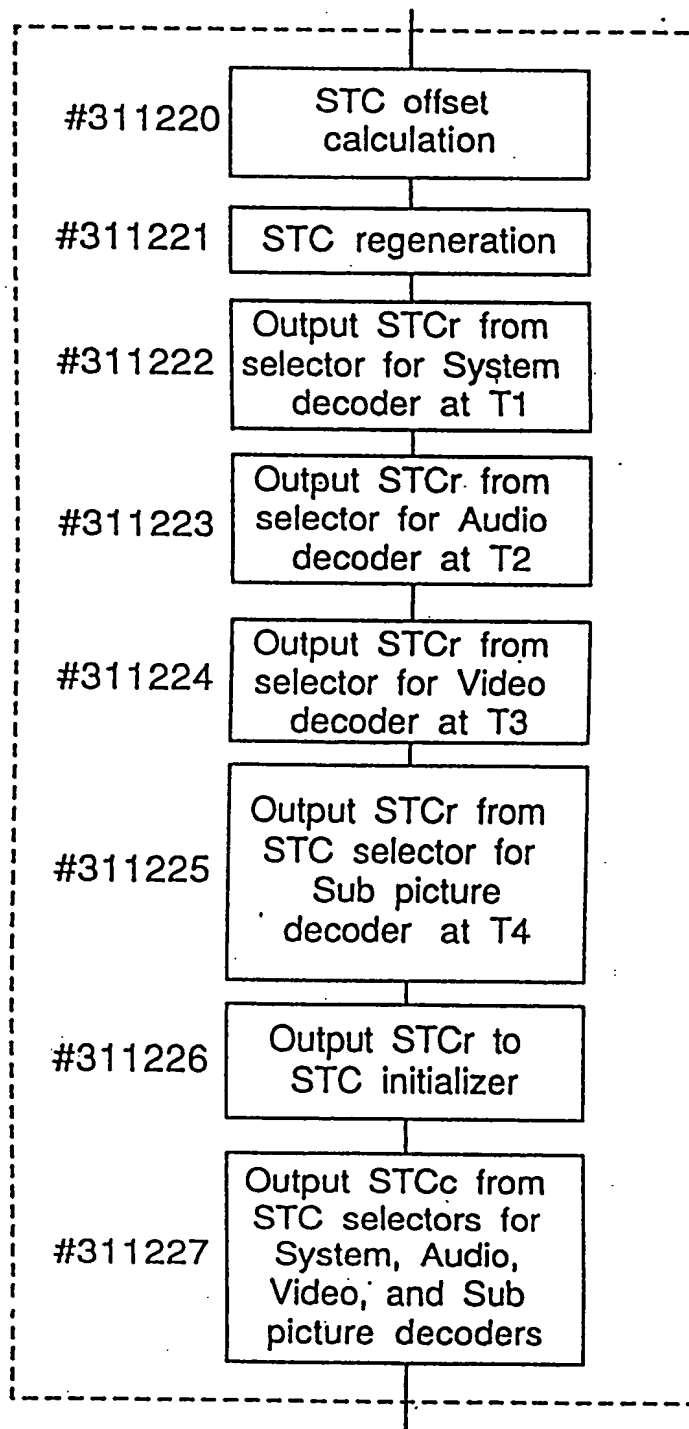 #311220
STC offset
calculation
#311221
STC regeneration
#311222
Output STCr from
selector for System
decoder at T1
#311223
Output STCr from
selector for Audio
decoder at T2
#311224
Output STCr from
selector for Video
decoder at T3
#311225
Output STCr from
STC selector for
Sub picture
decoder at T4
#311226
Output STCr to
STC initializer
#311227
Output STCc from
STC selectors for
System, Audio,
Video, and Sub
picture decoders